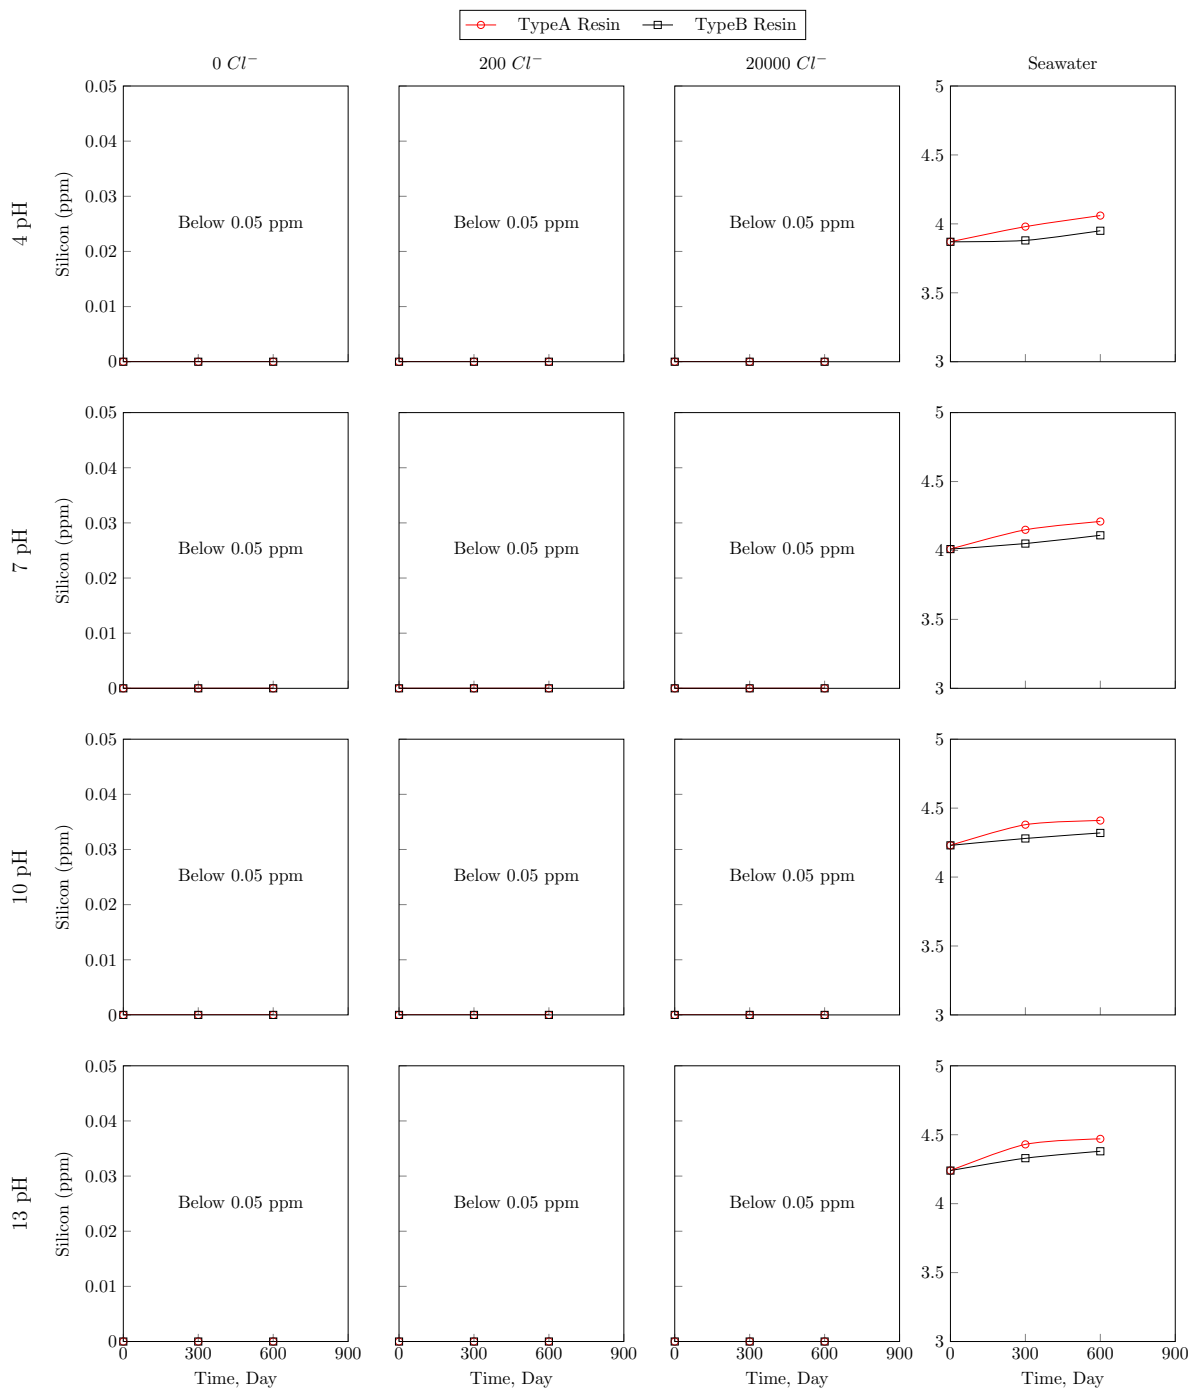 TypeA Resin TypeB Resin
0 Cl⁻ 200 Cl⁻ 20000 Cl⁻ Seawater
4 pH
Silicon (ppm)
0.05
0.04
0.03
0.02
0.01
0
Below 0.05 ppm
Below 0.05 ppm
Below 0.05 ppm
5
4.5
4
3.5
3
7 pH
Silicon (ppm)
0.05
0.04
0.03
0.02
0.01
0
Below 0.05 ppm
Below 0.05 ppm
Below 0.05 ppm
5
4.5
4
3.5
3
10 pH
Silicon (ppm)
0.05
0.04
0.03
0.02
0.01
0
Below 0.05 ppm
Below 0.05 ppm
Below 0.05 ppm
5
4.5
4
3.5
3
13 pH
Silicon (ppm)
0.05
0.04
0.03
0.02
0.01
0
Below 0.05 ppm
Below 0.05 ppm
Below 0.05 ppm
5
4.5
4
3.5
3
0 300 600 900 0 300 600 900 0 300 600 900 0 300 600 900
Time, Day Time, Day Time, Day Time, Day